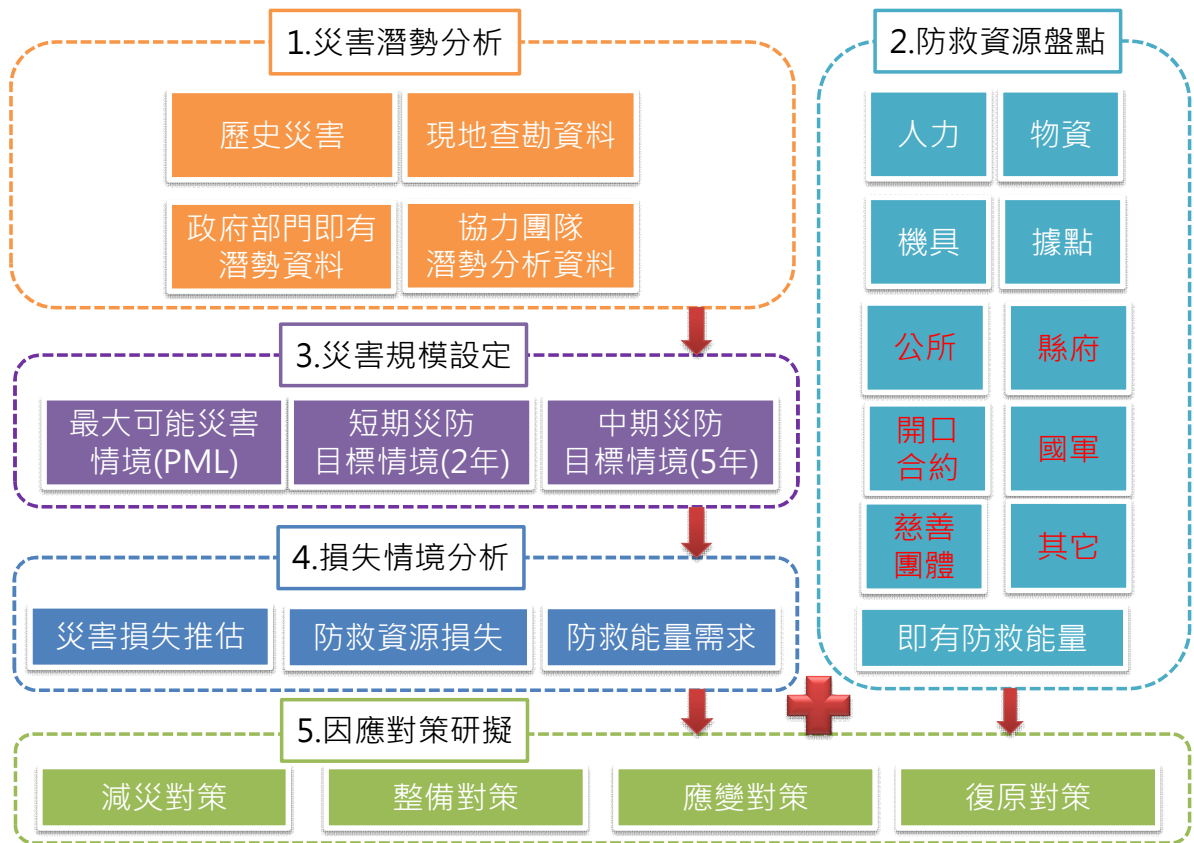 1.災害潛勢分析
歷史災害
現地查勘資料
政府部門即有
潛勢資料
協力團隊
潛勢分析資料
2.防救資源盤點
人力
物資
機具
據點
公所
縣府
開口
合約
國軍
慈善
團體
其它
即有防救能量
3.災害規模設定
最大可能災害
情境(PML)
短期災防
目標情境(2年)
中期災防
目標情境(5年)
4.損失情境分析
災害損失推估
防救資源損失
防救能量需求
5.因應對策研擬
減災對策
整備對策
應變對策
復原對策